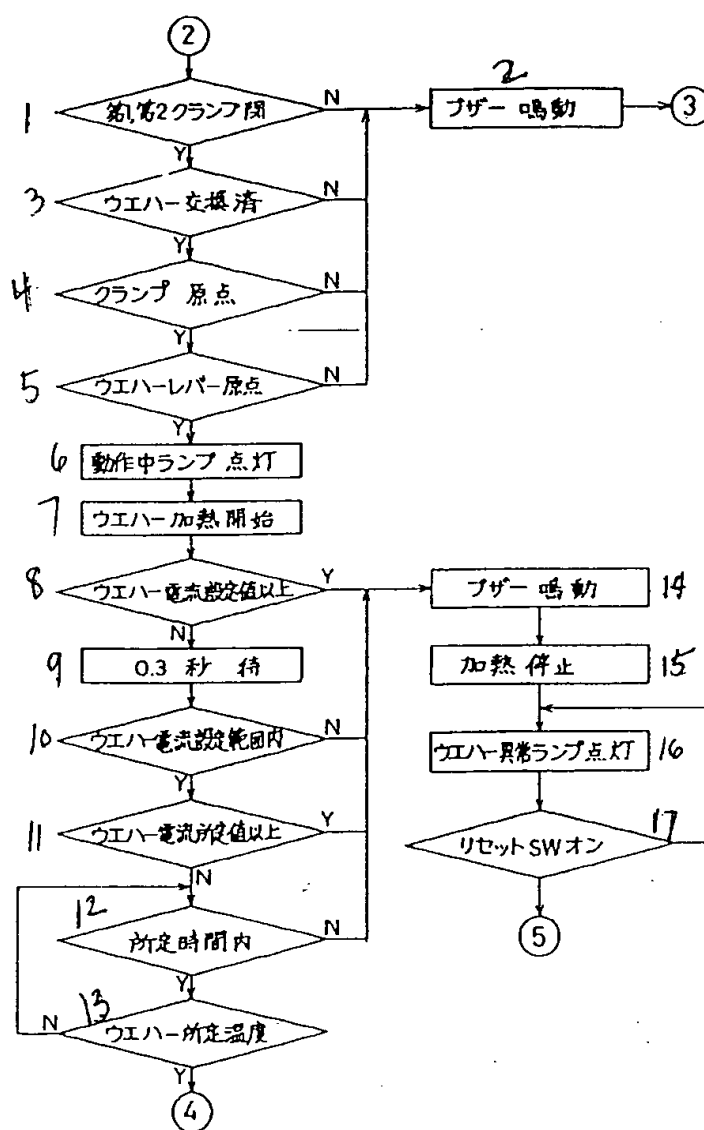 ②
1
第1,第2クランプ閉
N
2
ブザー 鳴動
③
Y
3
ウエハー交換済
N
Y
4
クランプ 原点
N
Y
5
ウエハーレバー原点
N
Y
6
動作中ランプ点灯
7
ウエハー加熱開始
8
ウエハー電流設定値以上
Y
ブザー 鳴動
14
N
9
0.3 秒 待
加熱停止
15
10
ウエハー電流設定範囲内
N
ウエハー異常ランプ点灯
16
Y
11
ウエハー電流所定値以上
Y
リセットSWオン
17
N
12
所定時間内
N
⑤
Y
13
N
ウエハー所定温度
Y
④